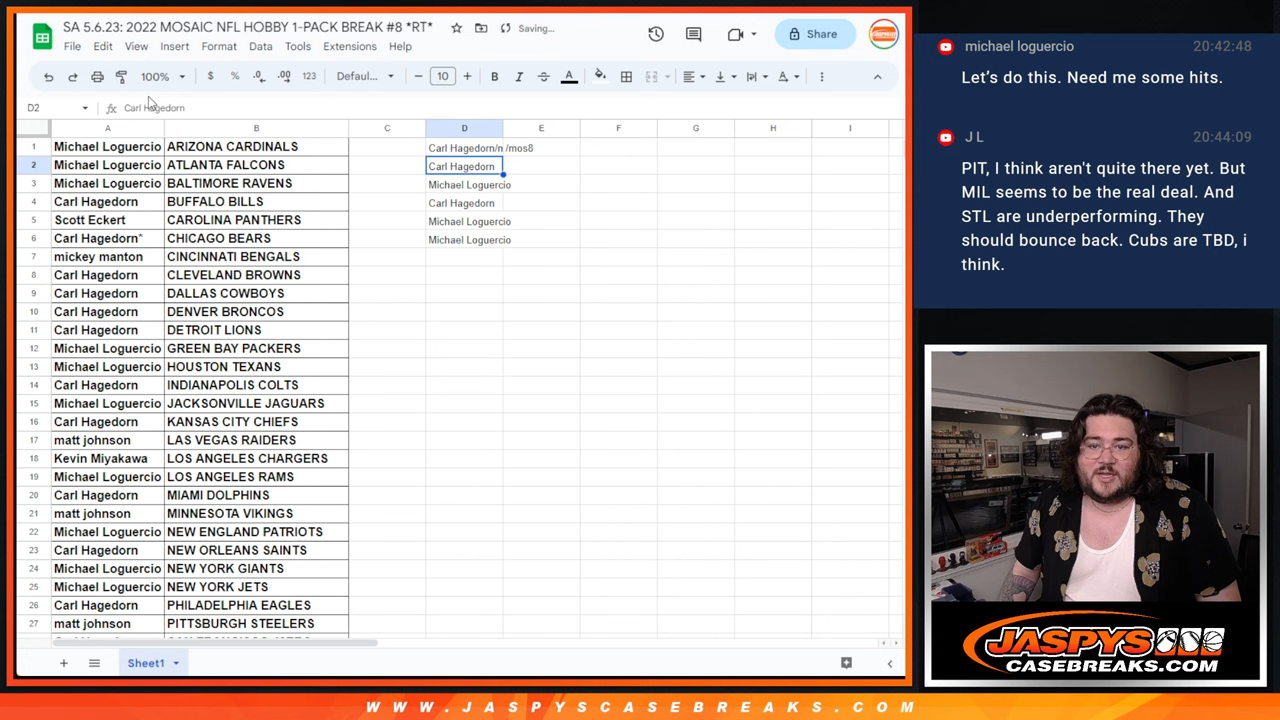 SA 5.6.23: 2022 MOSAIC NFL HOBBY 1-PACK BREAK #8 *RT*
Saving...
File Edit View Insert Format Data Tools Extensions Help
Share
100% $ % .0 .00 123 Defaul... 10 B I A
D2 fx Carl Hagedorn
A B C D E F G H I
1 Michael Loguercio ARIZONA CARDINALS Carl Hagedorn/n /mos8
2 Michael Loguercio ATLANTA FALCONS Carl Hagedorn
3 Michael Loguercio BALTIMORE RAVENS Michael Loguercio
4 Carl Hagedorn BUFFALO BILLS Carl Hagedorn
5 Scott Eckert CAROLINA PANTHERS Michael Loguercio
6 Carl Hagedorn* CHICAGO BEARS Michael Loguercio
7 mickey manton CINCINNATI BENGALS
8 Carl Hagedorn CLEVELAND BROWNS
9 Carl Hagedorn DALLAS COWBOYS
10 Carl Hagedorn DENVER BRONCOS
11 Carl Hagedorn DETROIT LIONS
12 Michael Loguercio GREEN BAY PACKERS
13 Michael Loguercio HOUSTON TEXANS
14 Carl Hagedorn INDIANAPOLIS COLTS
15 Michael Loguercio JACKSONVILLE JAGUARS
16 Carl Hagedorn KANSAS CITY CHIEFS
17 matt johnson LAS VEGAS RAIDERS
18 Kevin Miyakawa LOS ANGELES CHARGERS
19 Michael Loguercio LOS ANGELES RAMS
20 Carl Hagedorn MIAMI DOLPHINS
21 matt johnson MINNESOTA VIKINGS
22 Michael Loguercio NEW ENGLAND PATRIOTS
23 Carl Hagedorn NEW ORLEANS SAINTS
24 Michael Loguercio NEW YORK GIANTS
25 Michael Loguercio NEW YORK JETS
26 Carl Hagedorn PHILADELPHIA EAGLES
27 matt johnson PITTSBURGH STEELERS
Sheet1
michael loguercio 20:42:48
Let's do this. Need me some hits.
J L 20:44:09
PIT, I think aren't quite there yet. But
MIL seems to be the real deal. And
STL are underperforming. They
should bounce back. Cubs are TBD, i
think.
JASPYS
CASEBREAKS.COM
WWW.JASPYSCASEBREAKS.COM